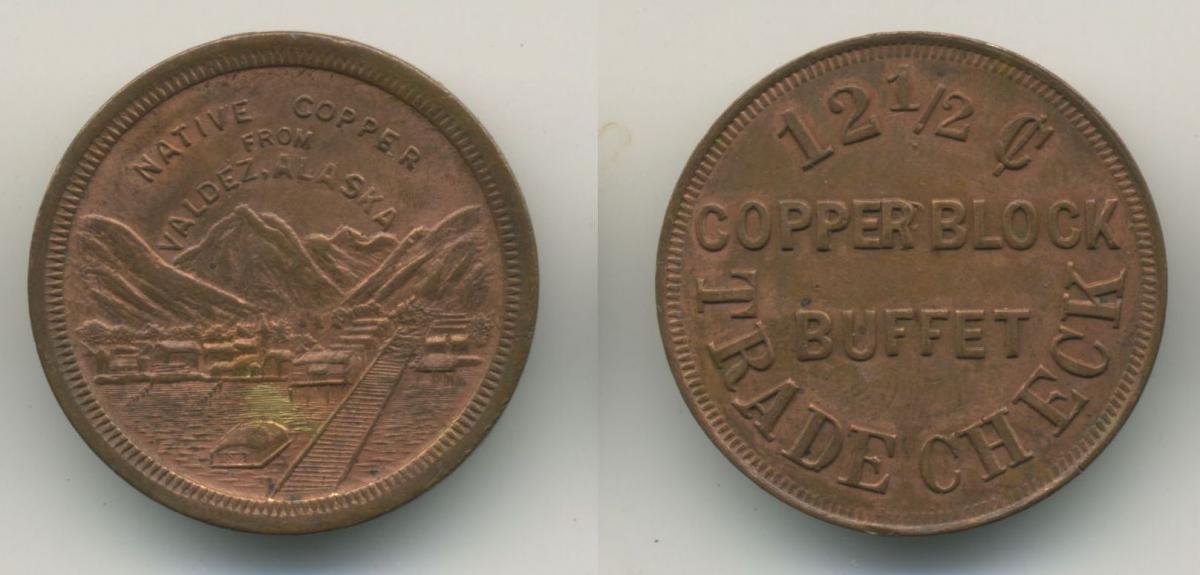 NATIVE COPPER
FROM
VALDEZ, ALASKA
12 1/2 ¢
COPPER BLOCK
BUFFET
TRADE CHECK